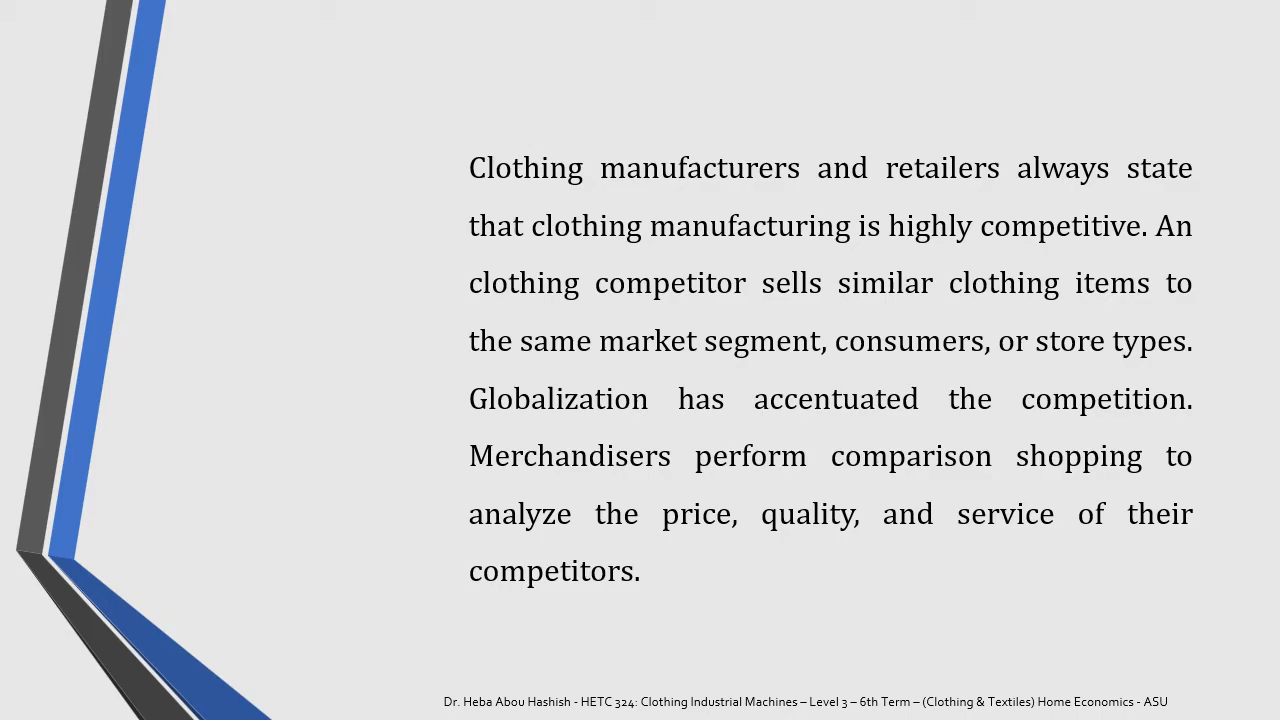 Clothing manufacturers and retailers always state
that clothing manufacturing is highly competitive. An
clothing competitor sells similar clothing items to
the same market segment, consumers, or store types.
Globalization has accentuated the competition.
Merchandisers perform comparison shopping to
analyze the price, quality, and service of their
competitors.
Dr. Heba Abou Hashish - HETC 324: Clothing Industrial Machines – Level 3 – 6th Term – (Clothing & Textiles) Home Economics - ASU